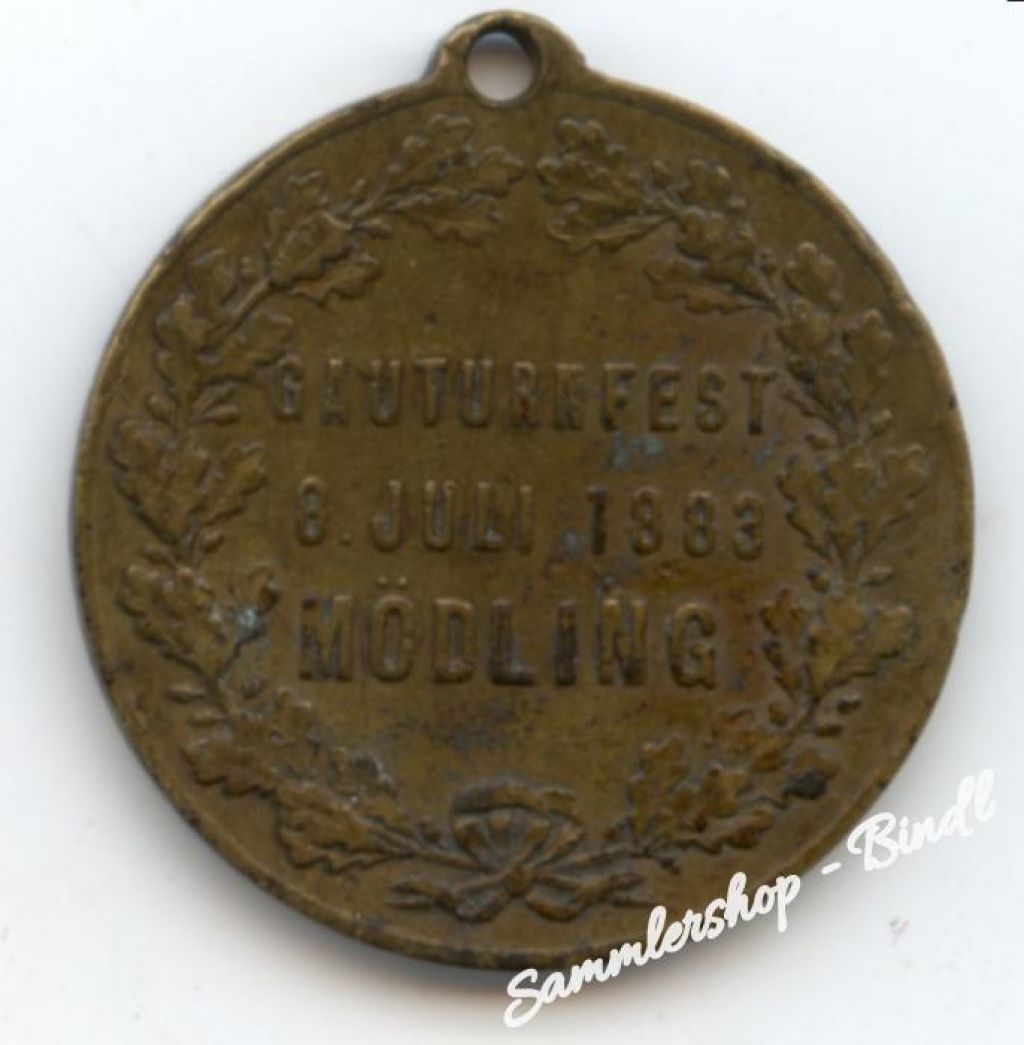 GAUTURNFEST
8. JULI 1883
MÖDLING
Sammlershop - Bindl